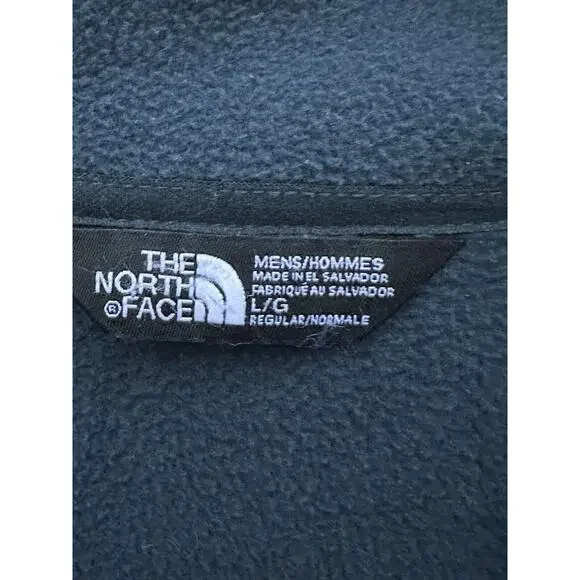 THE
NORTH
®FACE
MENS/HOMMES
MADE IN EL SALVADOR
FABRIQUÉ AU SALVADOR
L/G
REGULAR/NORMALE